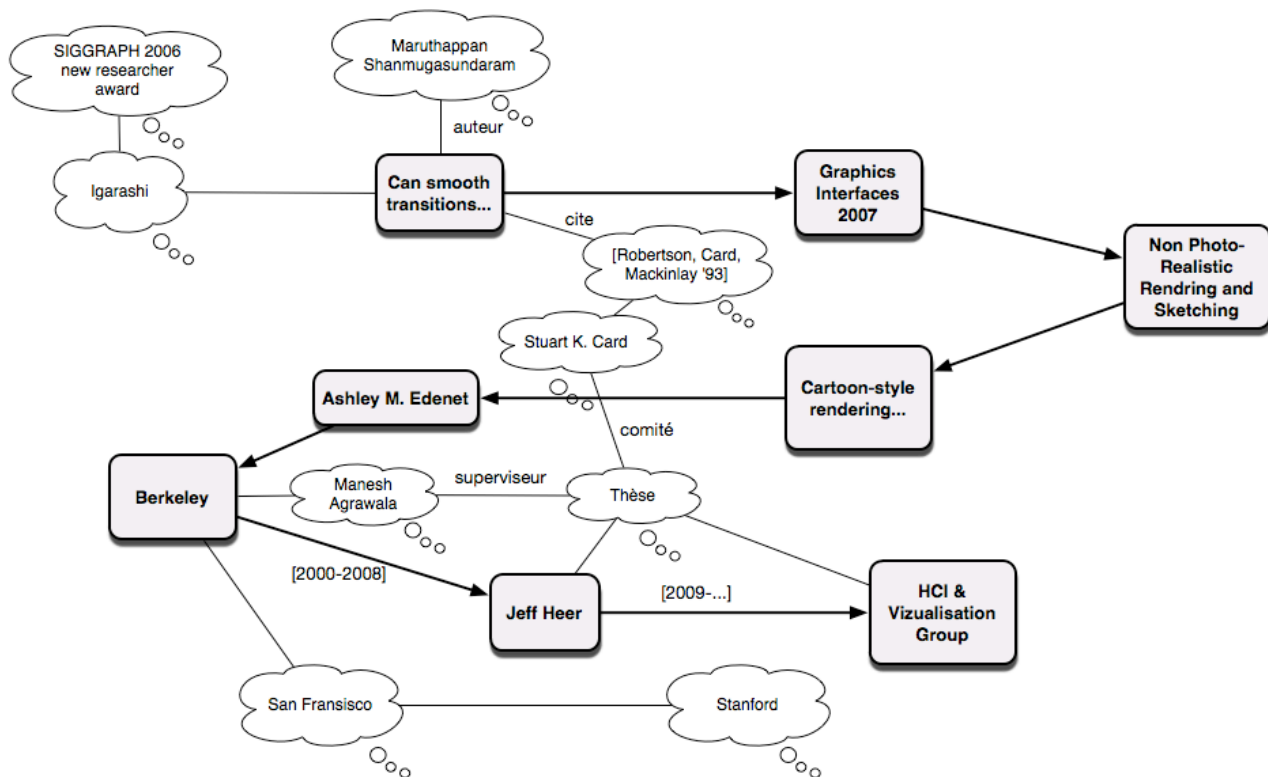 SIGGRAPH 2006
new researcher
award
Maruthappan
Shanmugasundaram
auteur
Igarashi
Can smooth
transitions...
Graphics
Interfaces
2007
cite
[Robertson, Card,
Mackinlay '93]
Non Photo-
Realistic
Rendring and
Sketching
Stuart K. Card
Cartoon-style
rendering...
Ashley M. Edenet
comité
Berkeley
Manesh
Agrawala
superviseur
Thèse
[2000-2008]
Jeff Heer
[2009-...]
HCI &
Vizualisation
Group
San Fransisco
Stanford